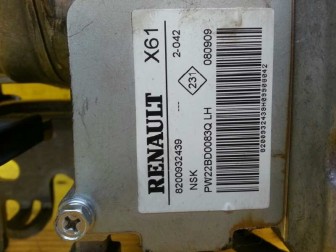 RENAULT X61
8200932439 --- 231 2-042
NSK 080909
PW22BD0083Q LH